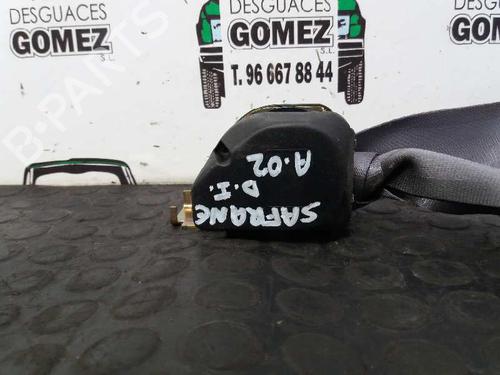 DESGUACES
GOMEZ
S.L.
DESGUACES
GOMEZ
S.L.
T. 96 667 88 44
B-PARTS
A.02
D.I.
SAFRANE